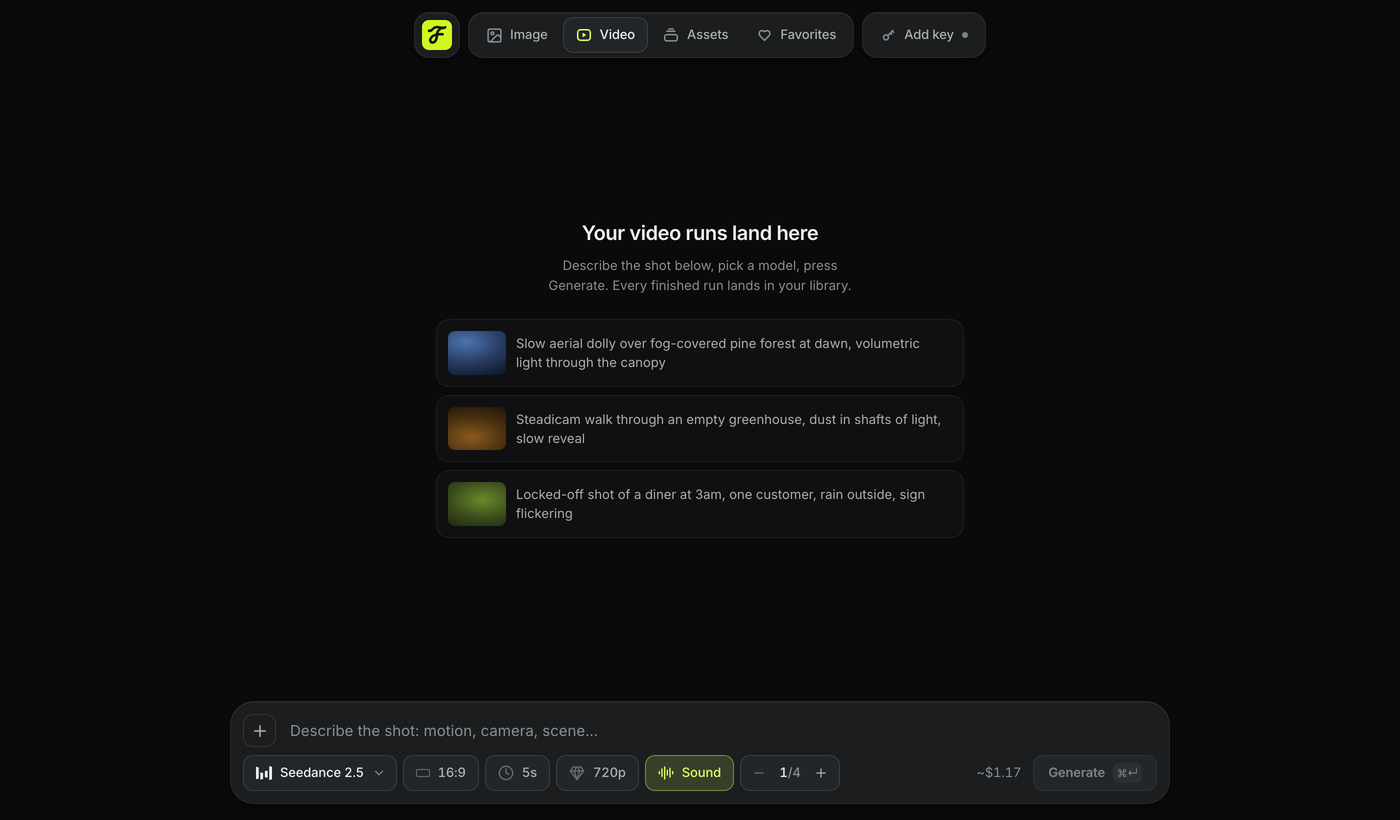 F
Image
Video
Assets
Favorites
Add key
Your video runs land here
Describe the shot below, pick a model, press
Generate. Every finished run lands in your library.
Slow aerial dolly over fog-covered pine forest at dawn, volumetric
light through the canopy
Steadicam walk through an empty greenhouse, dust in shafts of light,
slow reveal
Locked-off shot of a diner at 3am, one customer, rain outside, sign
flickering
Describe the shot: motion, camera, scene...
Seedance 2.5
16:9
5s
720p
Sound
1/4
~$1.17
Generate ⌘↵